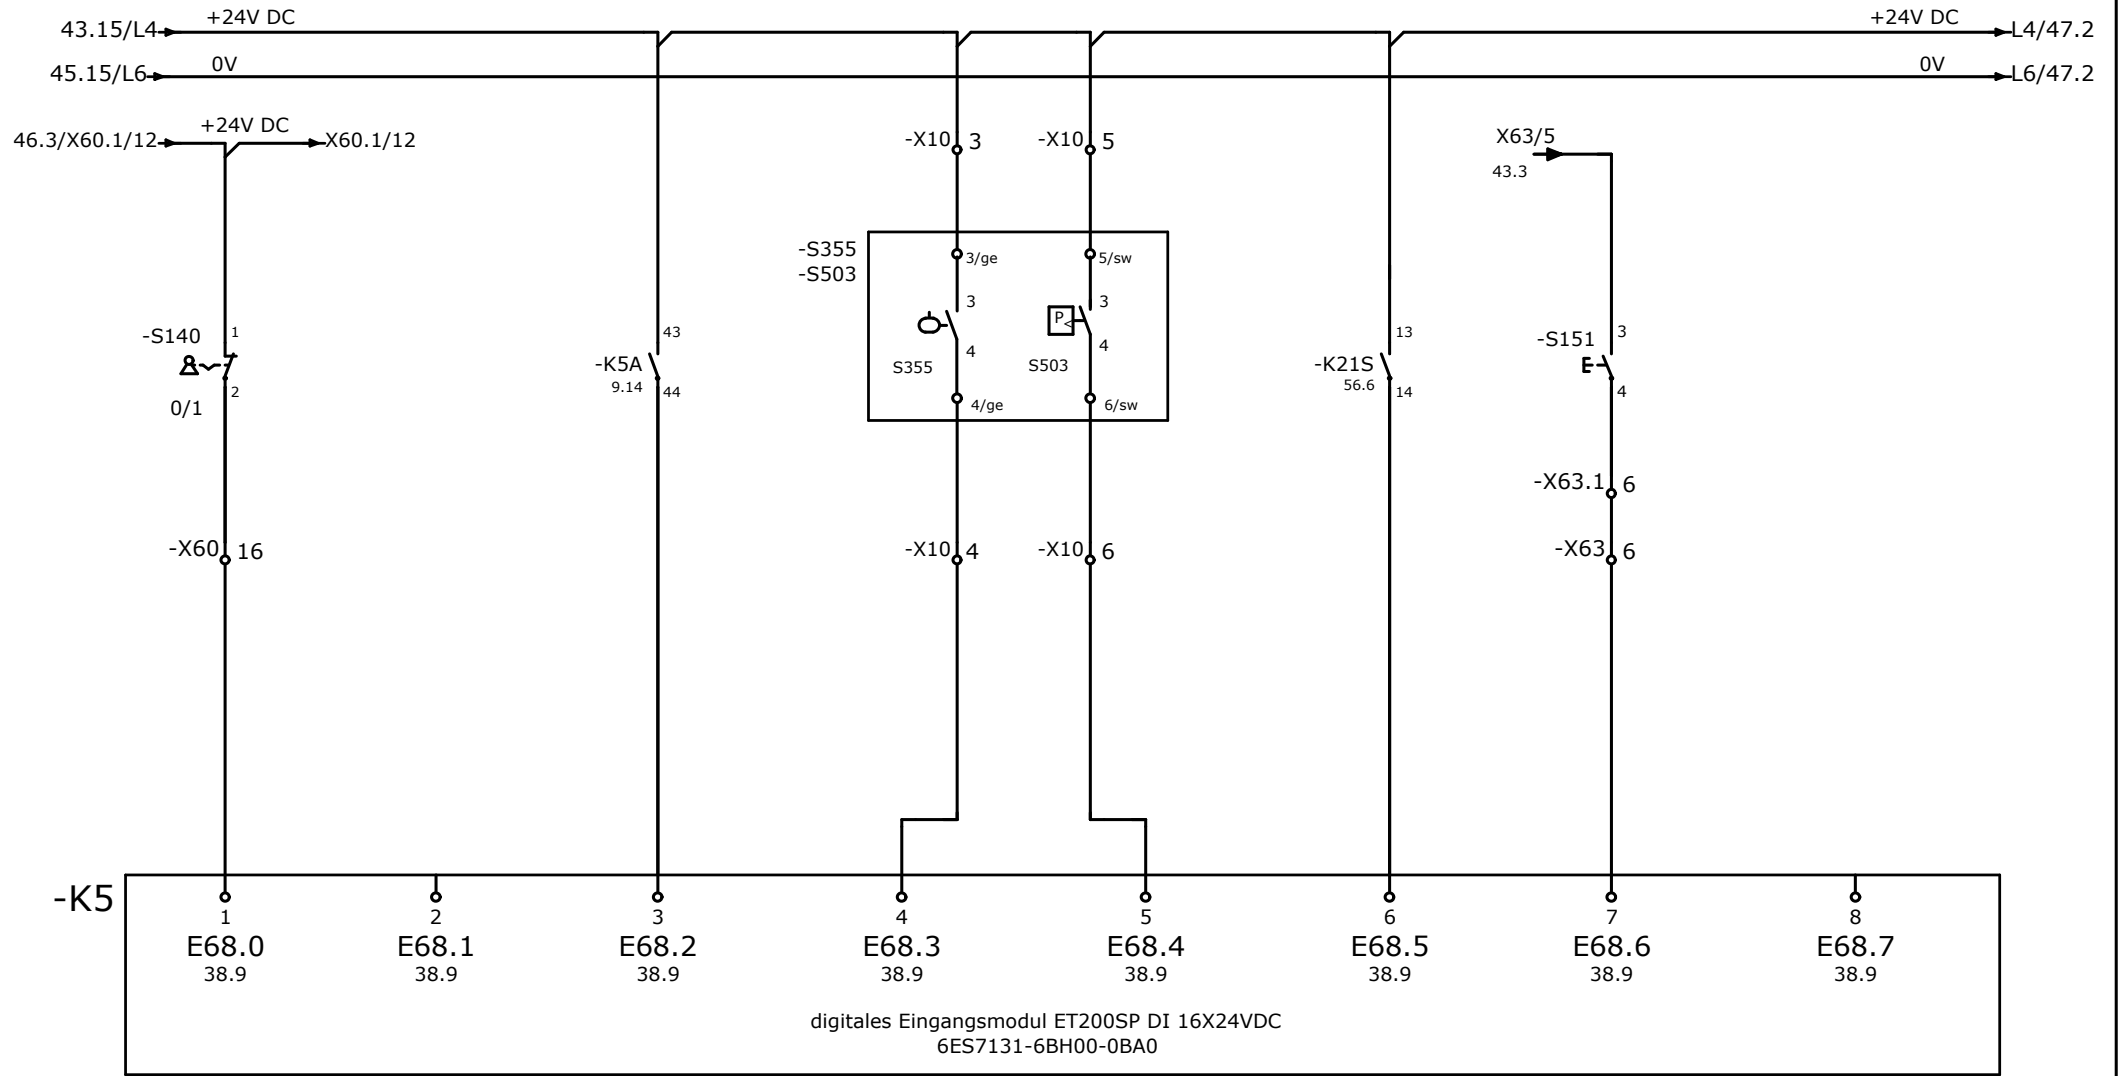 43.15/L4
+24V DC
+24V DC
L4/47.2
45.15/L6
0V
0V
L6/47.2
46.3/X60.1/12
+24V DC
X60.1/12
-X10
3
-X10
5
X63/5
43.3
-S355
-S503
3/ge
5/sw
-S140
1
2
0/1
43
-K5A
9.14
44
3
4
S355
4/ge
P<
3
4
S503
6/sw
13
-K21S
56.6
14
-S151
3
4
-X63.1
6
-X60
16
-X10
4
-X10
6
-X63
6
-K5
1
2
3
4
5
6
7
8
E68.0
E68.1
E68.2
E68.3
E68.4
E68.5
E68.6
E68.7
38.9
38.9
38.9
38.9
38.9
38.9
38.9
38.9
digitales Eingangsmodul ET200SP DI 16X24VDC
6ES7131-6BH00-0BA0